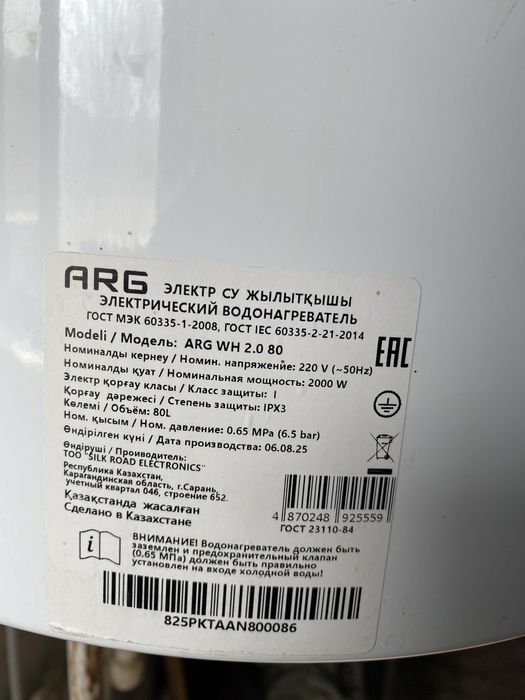 ARG ЭЛЕКТР СУ ЖЫЛЫТҚЫШЫ
ЭЛЕКТРИЧЕСКИЙ ВОДОНАГРЕВАТЕЛЬ
ГОСТ МЭК 60335-1-2008, ГОСТ IEC 60335-2-21-2014
Modeli / Модель: ARG WH 2.0 80
Номиналды кернеу / Номин. напряжение: 220 V (~50Hz)
Номиналды қуат / Номинальная мощность: 2000 W
Электр қорғау класы / Класс защиты: I
Қорғау дәрежесі / Степень защиты: IPX3
Көлемі / Объём: 80L
Ном. қысым / Ном. давление: 0.65 MPa (6.5 bar)
Өндірілген күні / Дата производства: 06.08.25
Өндіруші / Производитель:
ТОО "SILK ROAD ELECTRONICS"
Республика Казахстан,
Карагандинская область, г.Сарань,
учетный квартал 046, строение 652.
Қазақстанда жасалған
Сделано в Казахстане
EAC
4 870248 925559
ГОСТ 23110-84
ВНИМАНИЕ! Водонагреватель должен быть
заземлен и предохранительный клапан
(0.65 МПа) должен быть правильно
установлен на входе холодной воды!
825PKTAAN800086